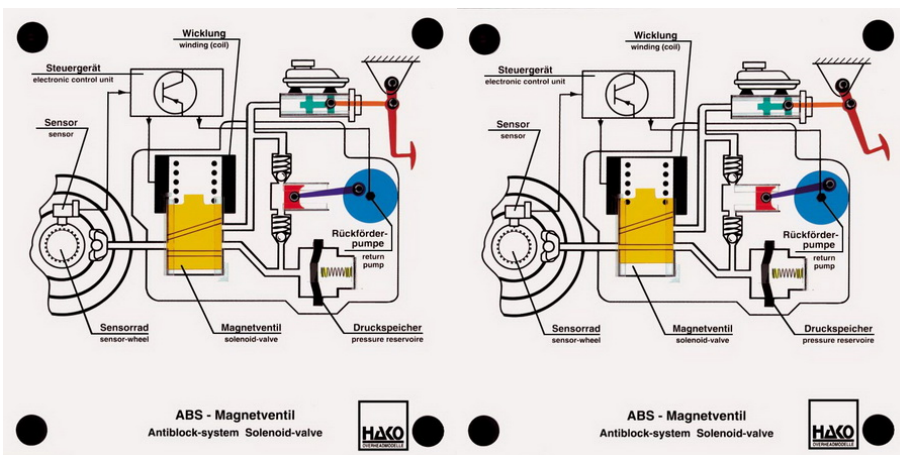 Wicklung
winding (coil)
Steuergerät
electronic control unit
Sensor
sensor
Rückförder-
pumpe
return
pump
Sensorrad
sensor-wheel
Magnetventil
solenoid-valve
Druckspeicher
pressure reservoire
ABS - Magnetventil
Antiblock-system Solenoid-valve
HAKO
OVERHEADMODELLE
Wicklung
winding (coil)
Steuergerät
electronic control unit
Sensor
sensor
Rückförder-
pumpe
return
pump
Sensorrad
sensor-wheel
Magnetventil
solenoid-valve
Druckspeicher
pressure reservoire
ABS - Magnetventil
Antiblock-system Solenoid-valve
HAKO
OVERHEADMODELLE